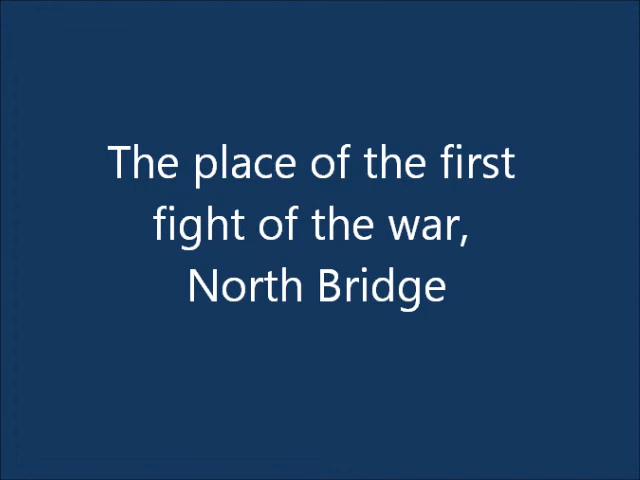 The place of the first
fight of the war,
North Bridge